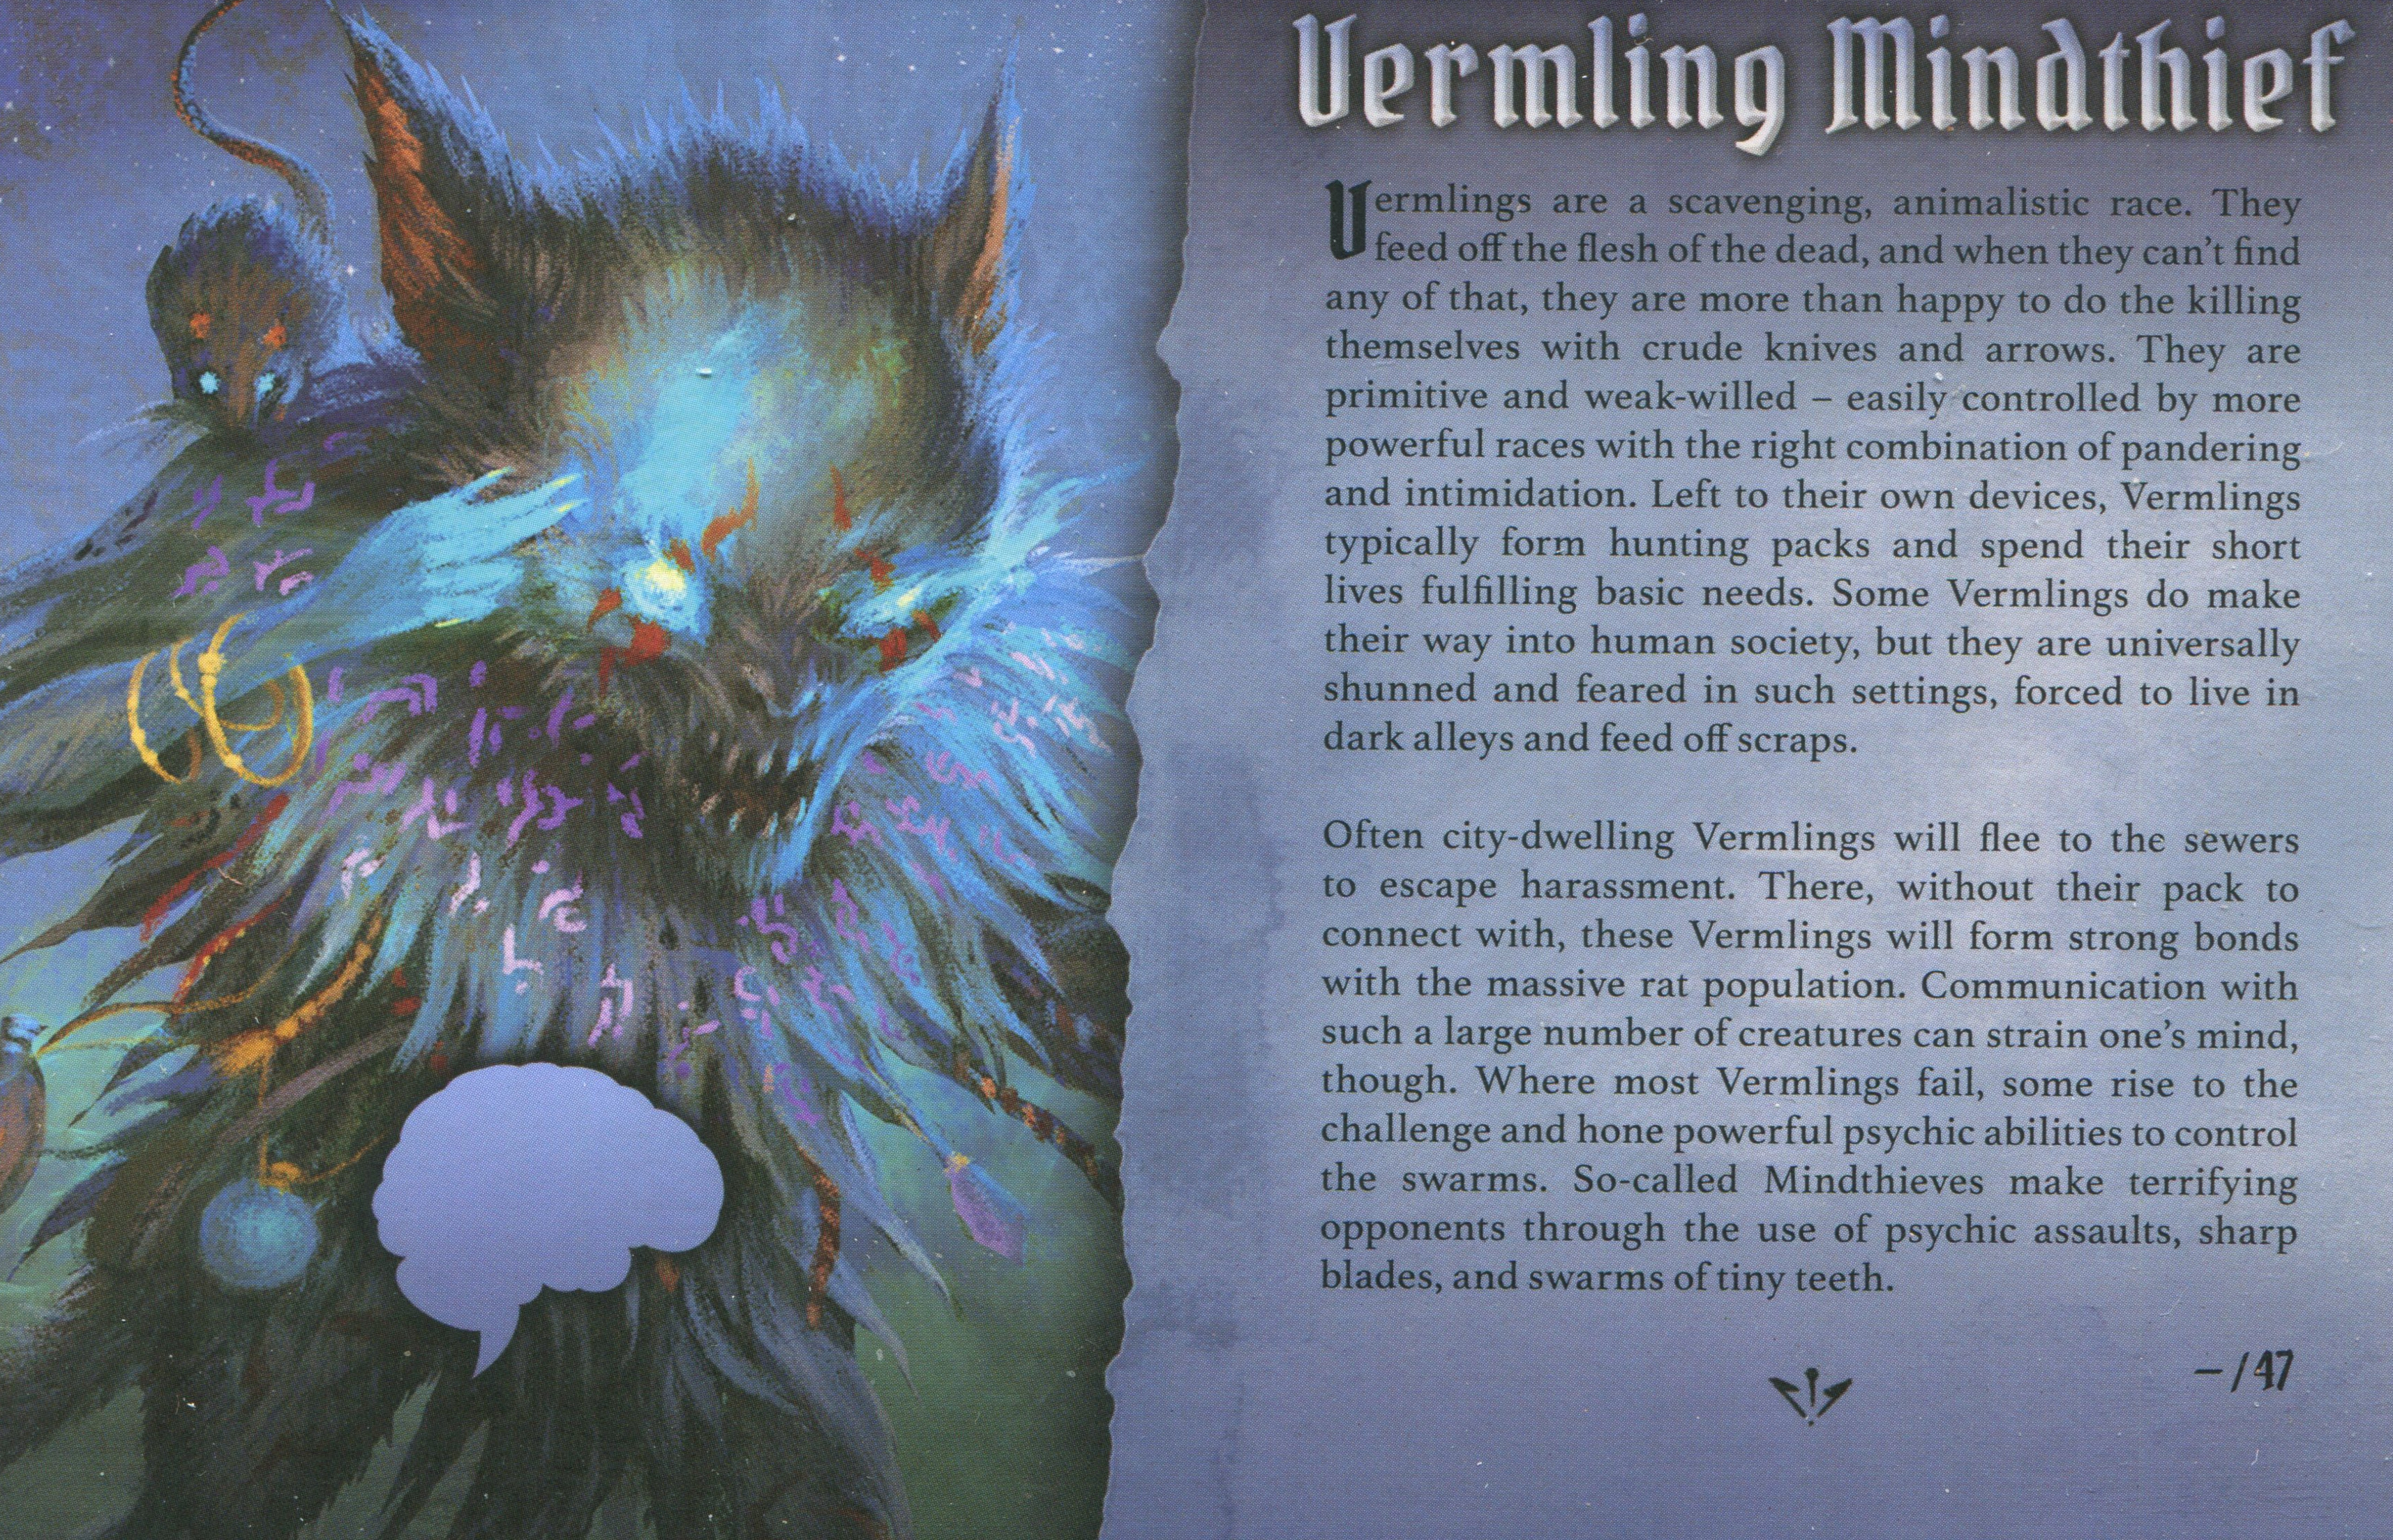 Vermling Mindthief
Vermlings are a scavenging, animalistic race. They
feed off the flesh of the dead, and when they can’t find
any of that, they are more than happy to do the killing
themselves with crude knives and arrows. They are
primitive and weak-willed – easily controlled by more
powerful races with the right combination of pandering
and intimidation. Left to their own devices, Vermlings
typically form hunting packs and spend their short
lives fulfilling basic needs. Some Vermlings do make
their way into human society, but they are universally
shunned and feared in such settings, forced to live in
dark alleys and feed off scraps.
Often city-dwelling Vermlings will flee to the sewers
to escape harassment. There, without their pack to
connect with, these Vermlings will form strong bonds
with the massive rat population. Communication with
such a large number of creatures can strain one’s mind,
though. Where most Vermlings fail, some rise to the
challenge and hone powerful psychic abilities to control
the swarms. So-called Mindthieves make terrifying
opponents through the use of psychic assaults, sharp
blades, and swarms of tiny teeth.
–/47